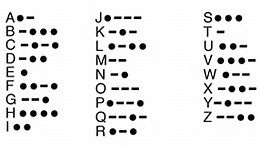 A •–
B –•••
C –•–•
D –••
E •
F ••–•
G ––•
H ••••
I ••
J •–––
K –•–
L •–••
M ––
N –•
O –––
P •––•
Q ––•–
R •–•
S •••
T –
U ••–
V •••–
W •––
X –••–
Y –•––
Z ––••